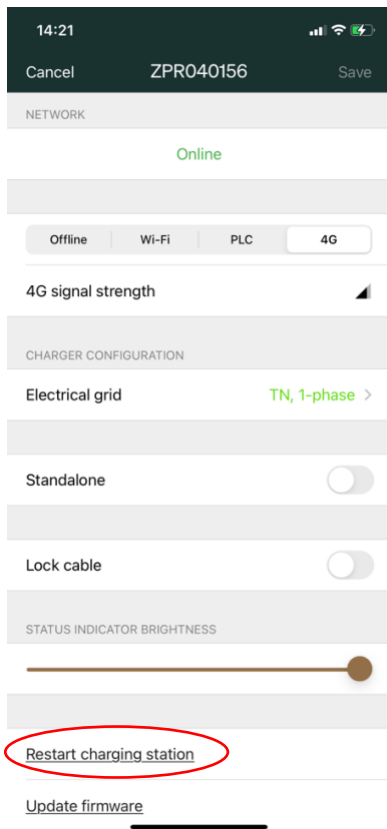 14:21
Cancel ZPR040156 Save
NETWORK
Online
Offline Wi-Fi PLC 4G
4G signal strength
CHARGER CONFIGURATION
Electrical grid TN, 1-phase >
Standalone
Lock cable
STATUS INDICATOR BRIGHTNESS
Restart charging station
Update firmware